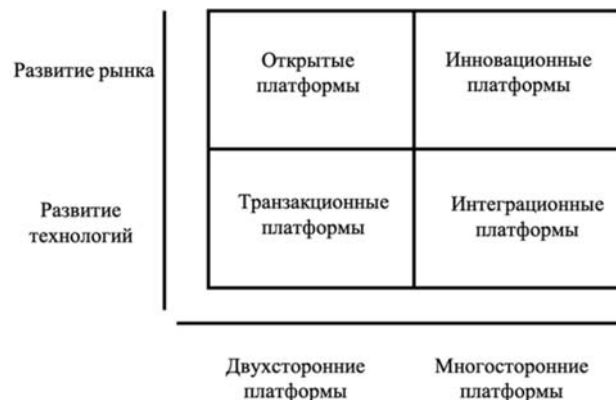 Развитие рынка
Открытые
платформы
Инновационные
платформы
Развитие
технологий
Транзакционные
платформы
Интеграционные
платформы
Двухсторонние
платформы
Многосторонние
платформы